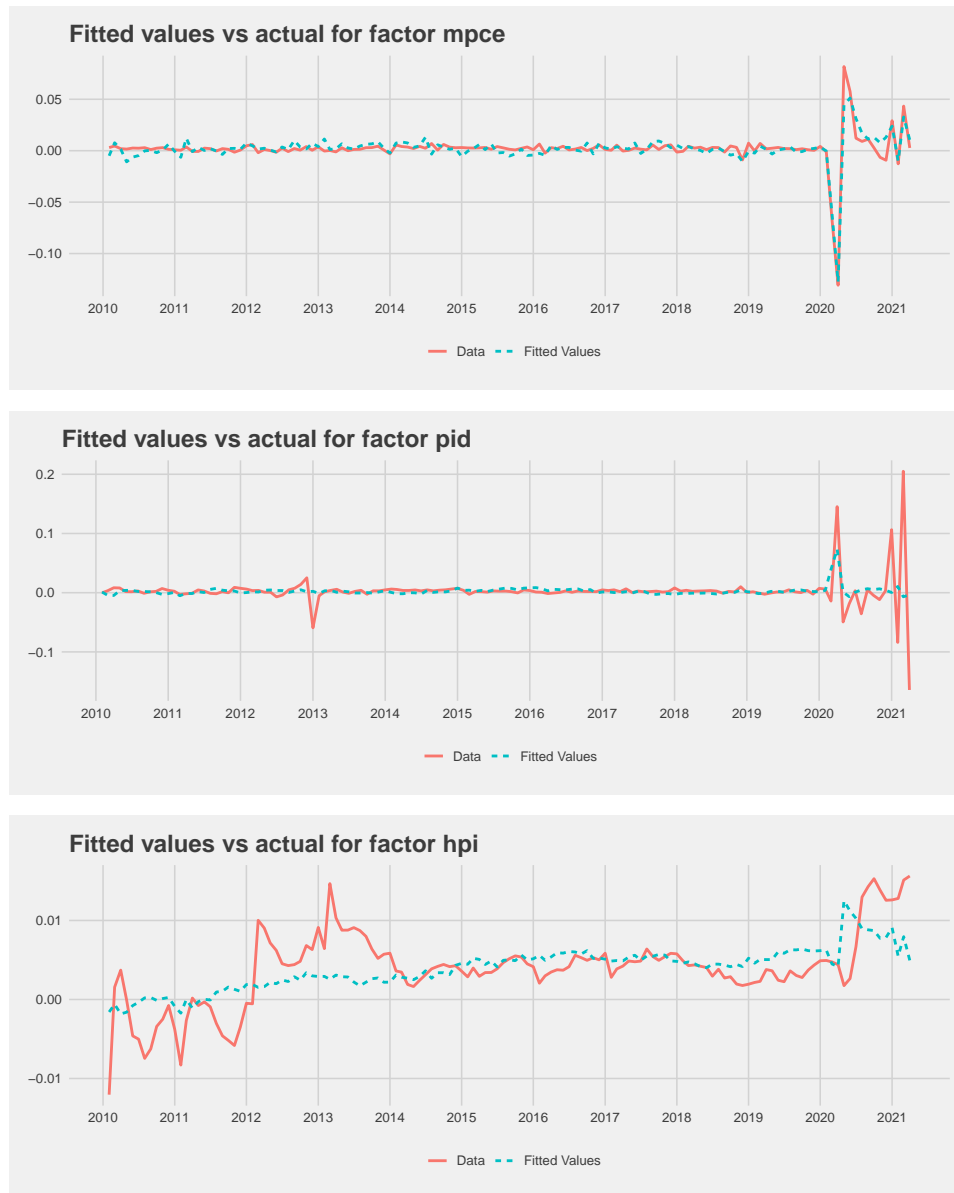 Fitted values vs actual for factor mpce
0.05
0.00
−0.05
−0.10
2010 2011 2012 2013 2014 2015 2016 2017 2018 2019 2020 2021
Data Fitted Values
Fitted values vs actual for factor pid
0.2
0.1
0.0
−0.1
2010 2011 2012 2013 2014 2015 2016 2017 2018 2019 2020 2021
Data Fitted Values
Fitted values vs actual for factor hpi
0.01
0.00
−0.01
2010 2011 2012 2013 2014 2015 2016 2017 2018 2019 2020 2021
Data Fitted Values